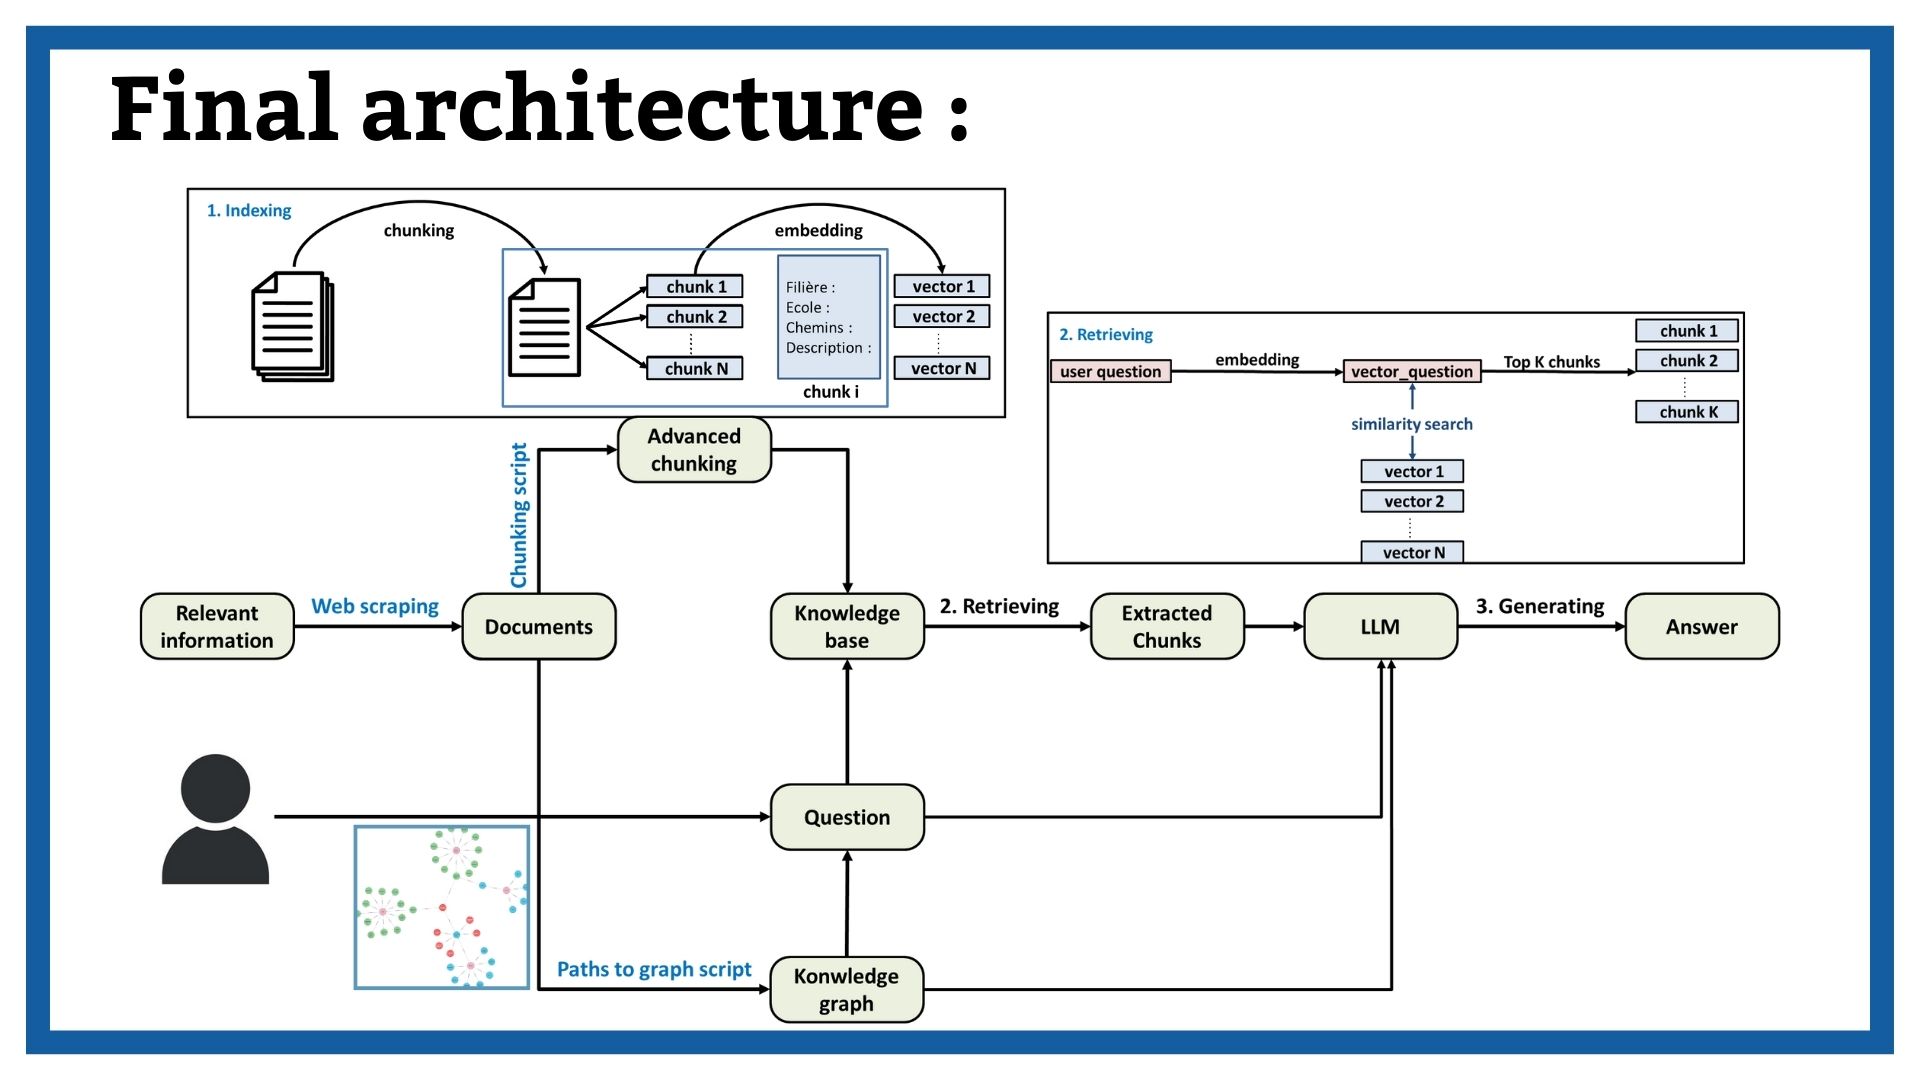 Final architecture :
1. Indexing
chunking
embedding
chunk 1
chunk 2
chunk N
Filière :
Ecole :
Chemins :
Description :
chunk i
vector 1
vector 2
vector N
2. Retrieving
user question
embedding
vector_question
Top K chunks
chunk 1
chunk 2
chunk K
similarity search
vector 1
vector 2
vector N
Advanced
chunking
Chunking script
Relevant
information
Web scraping
Documents
Knowledge
base
2. Retrieving
Extracted
Chunks
LLM
3. Generating
Answer
Question
Paths to graph script
Konwledge
graph